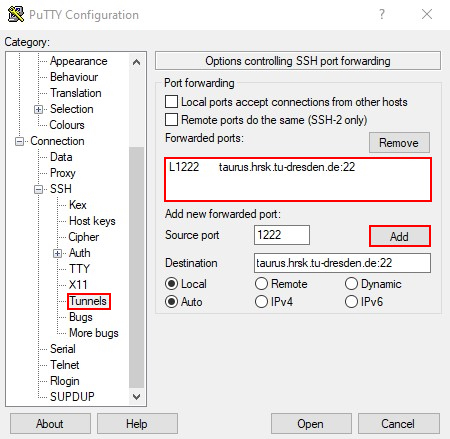 PuTTY Configuration
?
Category:
Appearance
Behaviour
Translation
Selection
Colours
Connection
Data
Proxy
SSH
Kex
Host keys
Cipher
Auth
TTY
X11
Tunnels
Bugs
More bugs
Serial
Telnet
Rlogin
SUPDUP
Options controlling SSH port forwarding
Port forwarding
Local ports accept connections from other hosts
Remote ports do the same (SSH-2 only)
Forwarded ports:
Remove
L1222 taurus.hrsk.tu-dresden.de:22
Add new forwarded port:
Source port 1222 Add
Destination taurus.hrsk.tu-dresden.de:22
Local Remote Dynamic
Auto IPv4 IPv6
About Help Open Cancel